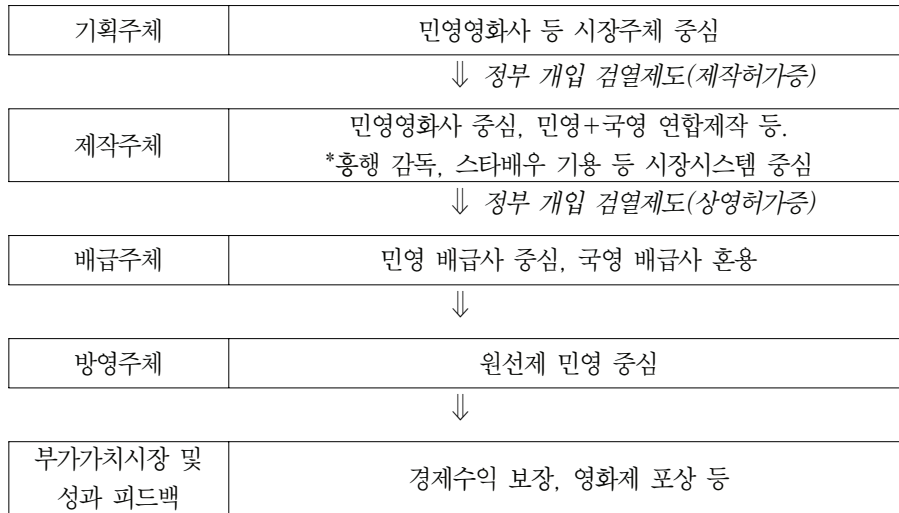 기획주체 민영영화사 등 시장주체 중심
⇓ 정부 개입 검열제도(제작허가증)
제작주체 민영영화사 중심, 민영+국영 연합제작 등.
*흥행 감독, 스타배우 기용 등 시장시스템 중심
⇓ 정부 개입 검열제도(상영허가증)
배급주체 민영 배급사 중심, 국영 배급사 혼용
⇓
방영주체 원선제 민영 중심
⇓
부가가치시장 및
성과 피드백 경제수익 보장, 영화제 포상 등